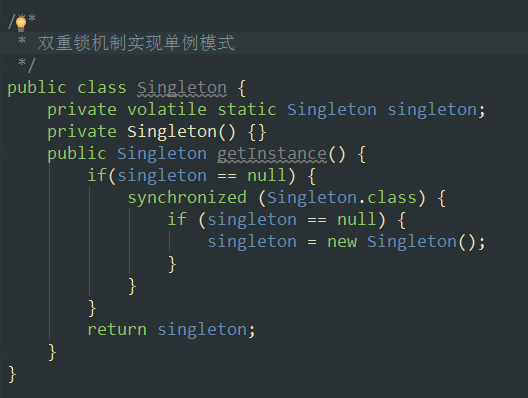 /**
 * 双重锁机制实现单例模式
 */
public class Singleton {
    private volatile static Singleton singleton;
    private Singleton() {}
    public Singleton getInstance() {
        if(singleton == null) {
            synchronized (Singleton.class) {
                if (singleton == null) {
                    singleton = new Singleton();
                }
            }
        }
        return singleton;
    }
}